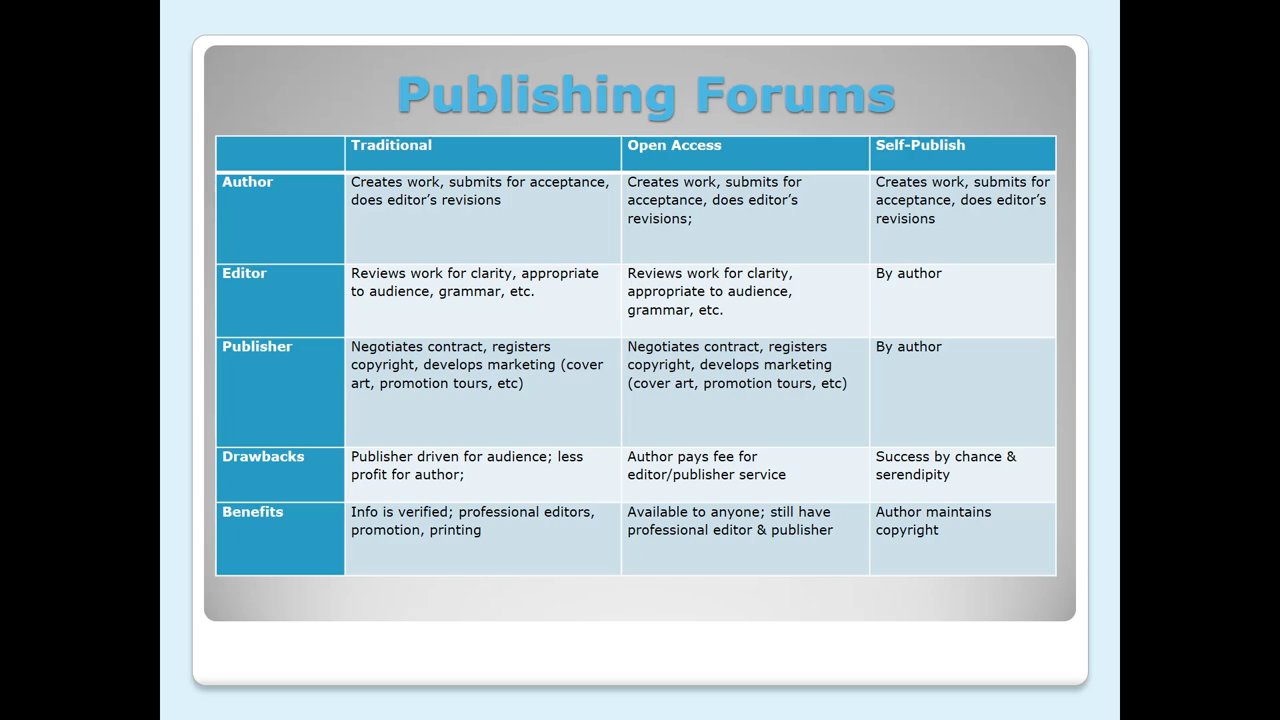 Publishing Forums
Traditional
Open Access
Self-Publish
Author
Creates work, submits for acceptance,
does editor’s revisions
Creates work, submits for
acceptance, does editor’s
revisions;
Creates work, submits for
acceptance, does editor’s
revisions
Editor
Reviews work for clarity, appropriate
to audience, grammar, etc.
Reviews work for clarity,
appropriate to audience,
grammar, etc.
By author
Publisher
Negotiates contract, registers
copyright, develops marketing (cover
art, promotion tours, etc)
Negotiates contract, registers
copyright, develops marketing
(cover art, promotion tours, etc)
By author
Drawbacks
Publisher driven for audience; less
profit for author;
Author pays fee for
editor/publisher service
Success by chance &
serendipity
Benefits
Info is verified; professional editors,
promotion, printing
Available to anyone; still have
professional editor & publisher
Author maintains
copyright